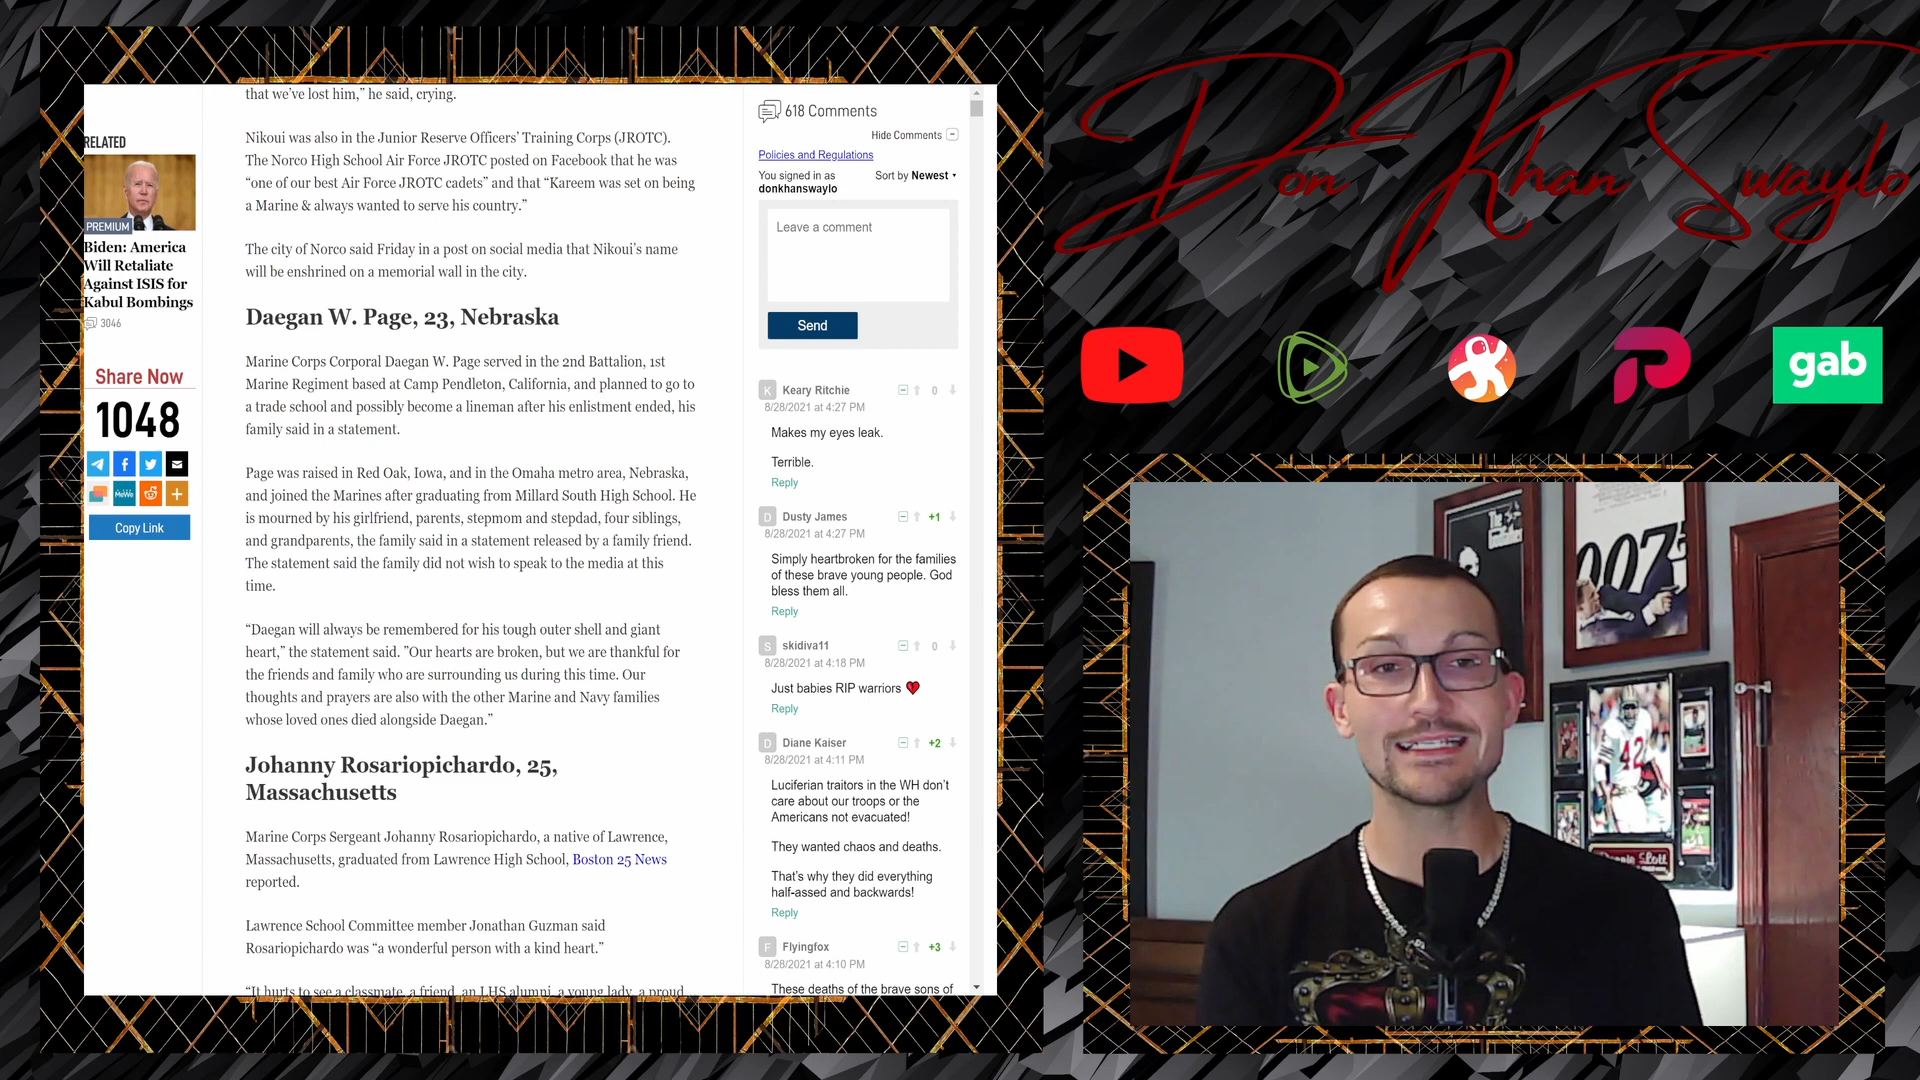 RELATED
PREMIUM
Biden: America
Will Retaliate
Against ISIS for
Kabul Bombings
3046
Share Now
1048
MeWe
Copy Link
that we’ve lost him,” he said, crying.
Nikoui was also in the Junior Reserve Officers’ Training Corps (JROTC).
The Norco High School Air Force JROTC posted on Facebook that he was
“one of our best Air Force JROTC cadets” and that “Kareem was set on being
a Marine & always wanted to serve his country.”
The city of Norco said Friday in a post on social media that Nikoui’s name
will be enshrined on a memorial wall in the city.
Daegan W. Page, 23, Nebraska
Marine Corps Corporal Daegan W. Page served in the 2nd Battalion, 1st
Marine Regiment based at Camp Pendleton, California, and planned to go to
a trade school and possibly become a lineman after his enlistment ended, his
family said in a statement.
Page was raised in Red Oak, Iowa, and in the Omaha metro area, Nebraska,
and joined the Marines after graduating from Millard South High School. He
is mourned by his girlfriend, parents, stepmom and stepdad, four siblings,
and grandparents, the family said in a statement released by a family friend.
The statement said the family did not wish to speak to the media at this
time.
“Daegan will always be remembered for his tough outer shell and giant
heart,” the statement said. ”Our hearts are broken, but we are thankful for
the friends and family who are surrounding us during this time. Our
thoughts and prayers are also with the other Marine and Navy families
whose loved ones died alongside Daegan.”
Johanny Rosariopichardo, 25,
Massachusetts
Marine Corps Sergeant Johanny Rosariopichardo, a native of Lawrence,
Massachusetts, graduated from Lawrence High School, Boston 25 News
reported.
Lawrence School Committee member Jonathan Guzman said
Rosariopichardo was “a wonderful person with a kind heart.”
“It hurts to see a classmate, a friend, an LHS alumni, a young lady, a proud
618 Comments
Hide Comments
Policies and Regulations
You signed in as
donkhanswaylo
Sort by Newest
Leave a comment
Send
K Keary Ritchie 0
8/28/2021 at 4:27 PM
Makes my eyes leak.
Terrible.
Reply
D Dusty James +1
8/28/2021 at 4:27 PM
Simply heartbroken for the families
of these brave young people. God
bless them all.
Reply
S skidiva11 0
8/28/2021 at 4:18 PM
Just babies RIP warriors 💔
Reply
D Diane Kaiser +2
8/28/2021 at 4:11 PM
Luciferian traitors in the WH don’t
care about our troops or the
Americans not evacuated!
They wanted chaos and deaths.
That’s why they did everything
half-assed and backwards!
Reply
F Flyingfox +3
8/28/2021 at 4:10 PM
These deaths of the brave sons of
Don Khan Swaylo
gab
007
42